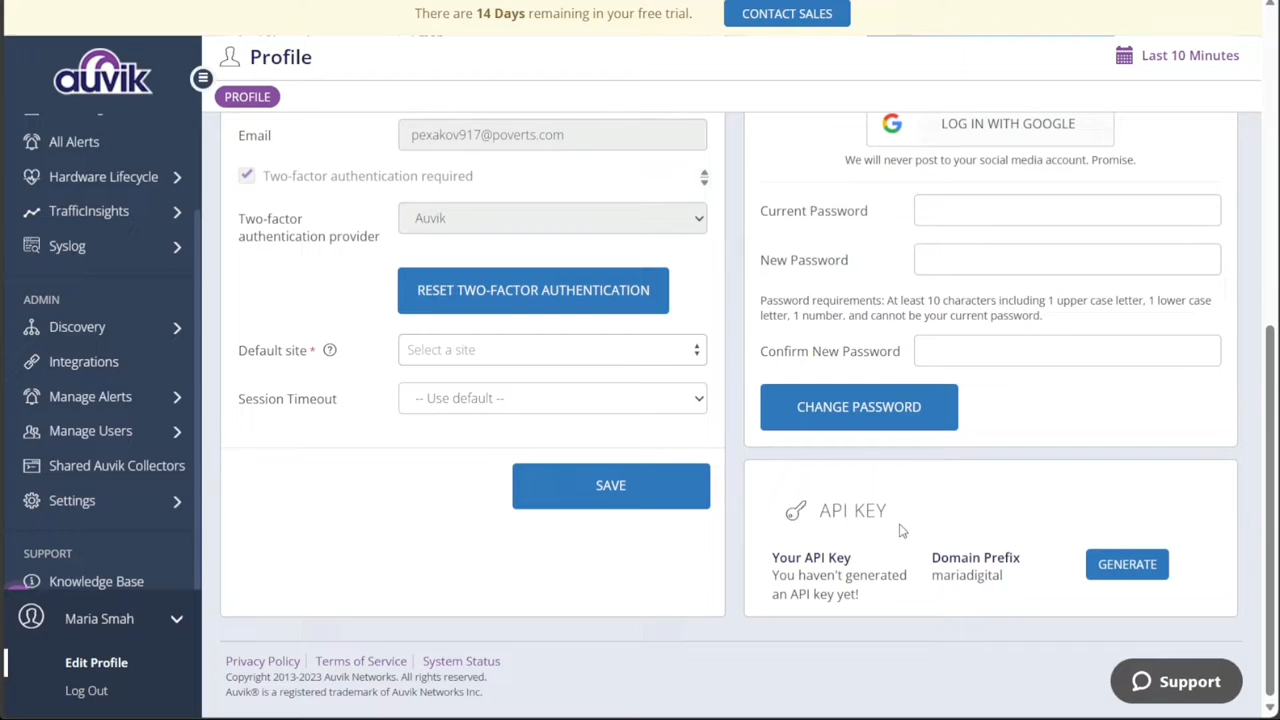 There are 14 Days remaining in your free trial.
CONTACT SALES
auvik
Profile
Last 10 Minutes
PROFILE
All Alerts
Hardware Lifecycle
TrafficInsights
Syslog
ADMIN
Discovery
Integrations
Manage Alerts
Manage Users
Shared Auvik Collectors
Settings
SUPPORT
Knowledge Base
Maria Smah
Edit Profile
Log Out
Email
pexakov917@poverts.com
Two-factor authentication required
Two-factor
authentication provider
Auvik
RESET TWO-FACTOR AUTHENTICATION
Default site * ?
Select a site
Session Timeout
-- Use default --
SAVE
LOG IN WITH GOOGLE
We will never post to your social media account. Promise.
Current Password
New Password
Password requirements: At least 10 characters including 1 upper case letter, 1 lower case
letter, 1 number, and cannot be your current password.
Confirm New Password
CHANGE PASSWORD
API KEY
Your API Key
You haven't generated
an API key yet!
Domain Prefix
mariadigital
GENERATE
Privacy Policy
Terms of Service
System Status
Copyright 2013-2023 Auvik Networks. All rights reserved.
Auvik® is a registered trademark of Auvik Networks Inc.
Support